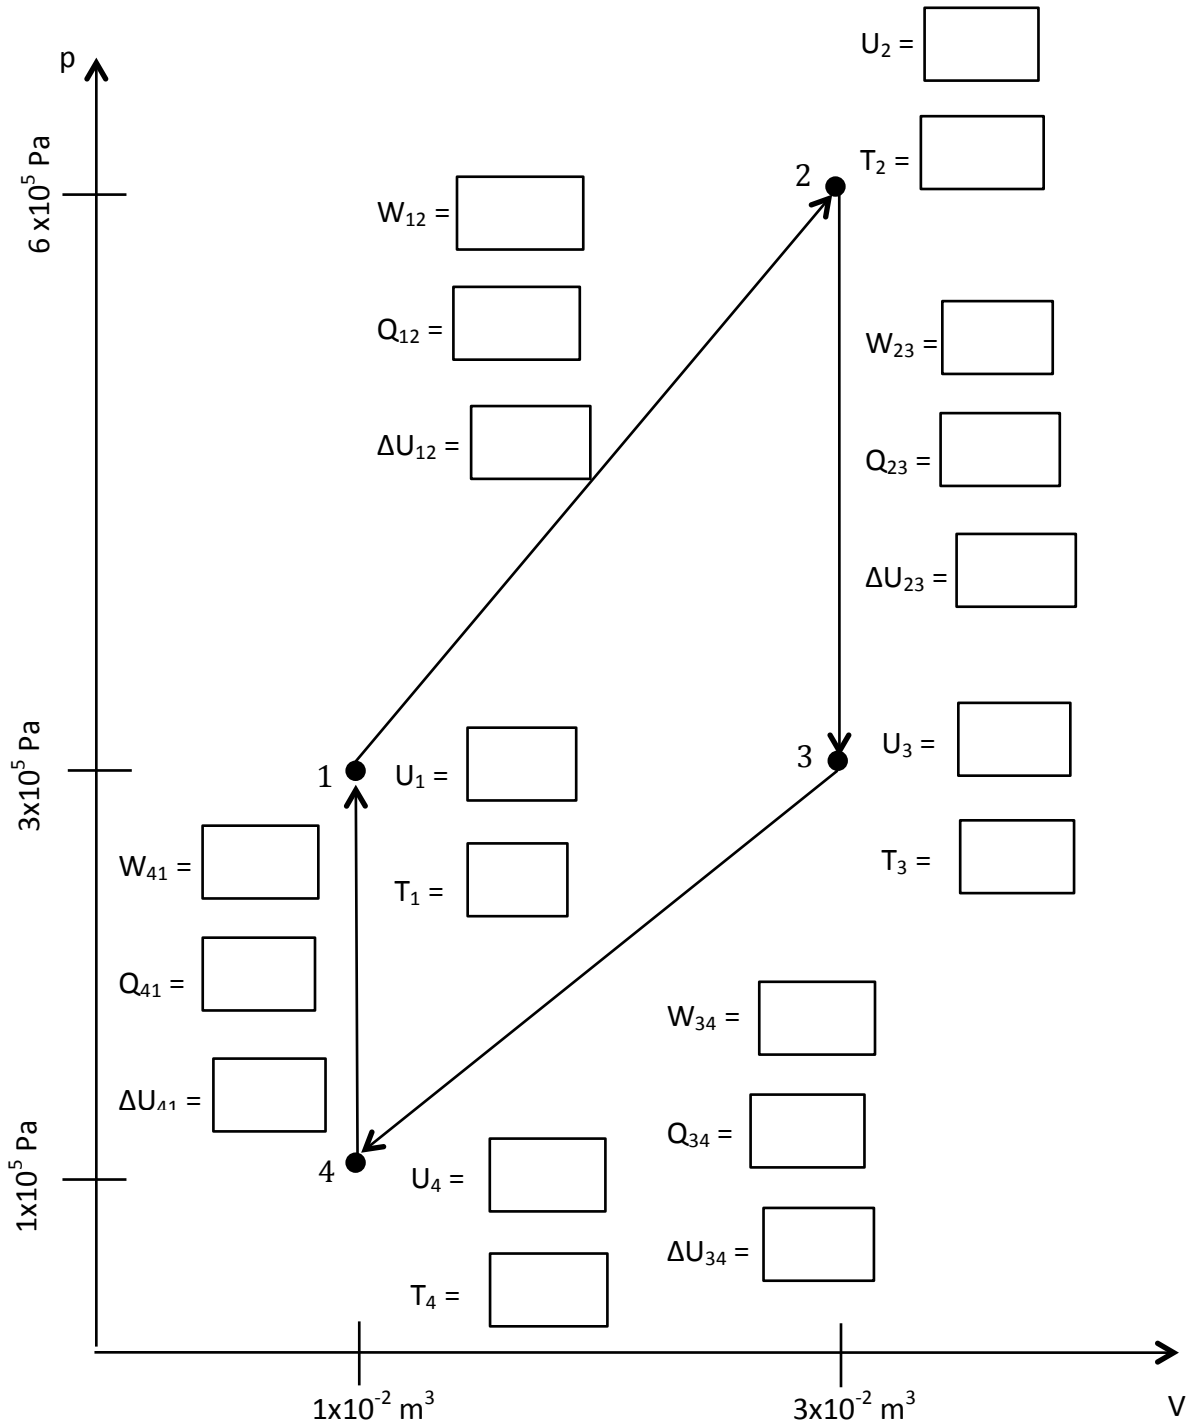 U₂ =
p
T₂ =
2
6 x10⁵ Pa
W₁₂ =
Q₁₂ =
W₂₃ =
ΔU₁₂ =
Q₂₃ =
ΔU₂₃ =
3x10⁵ Pa
1
U₁ =
3
U₃ =
W₄₁ =
T₁ =
T₃ =
Q₄₁ =
W₃₄ =
ΔU₄₁ =
Q₃₄ =
1x10⁵ Pa
4
U₄ =
ΔU₃₄ =
T₄ =
1x10⁻² m³
3x10⁻² m³
V